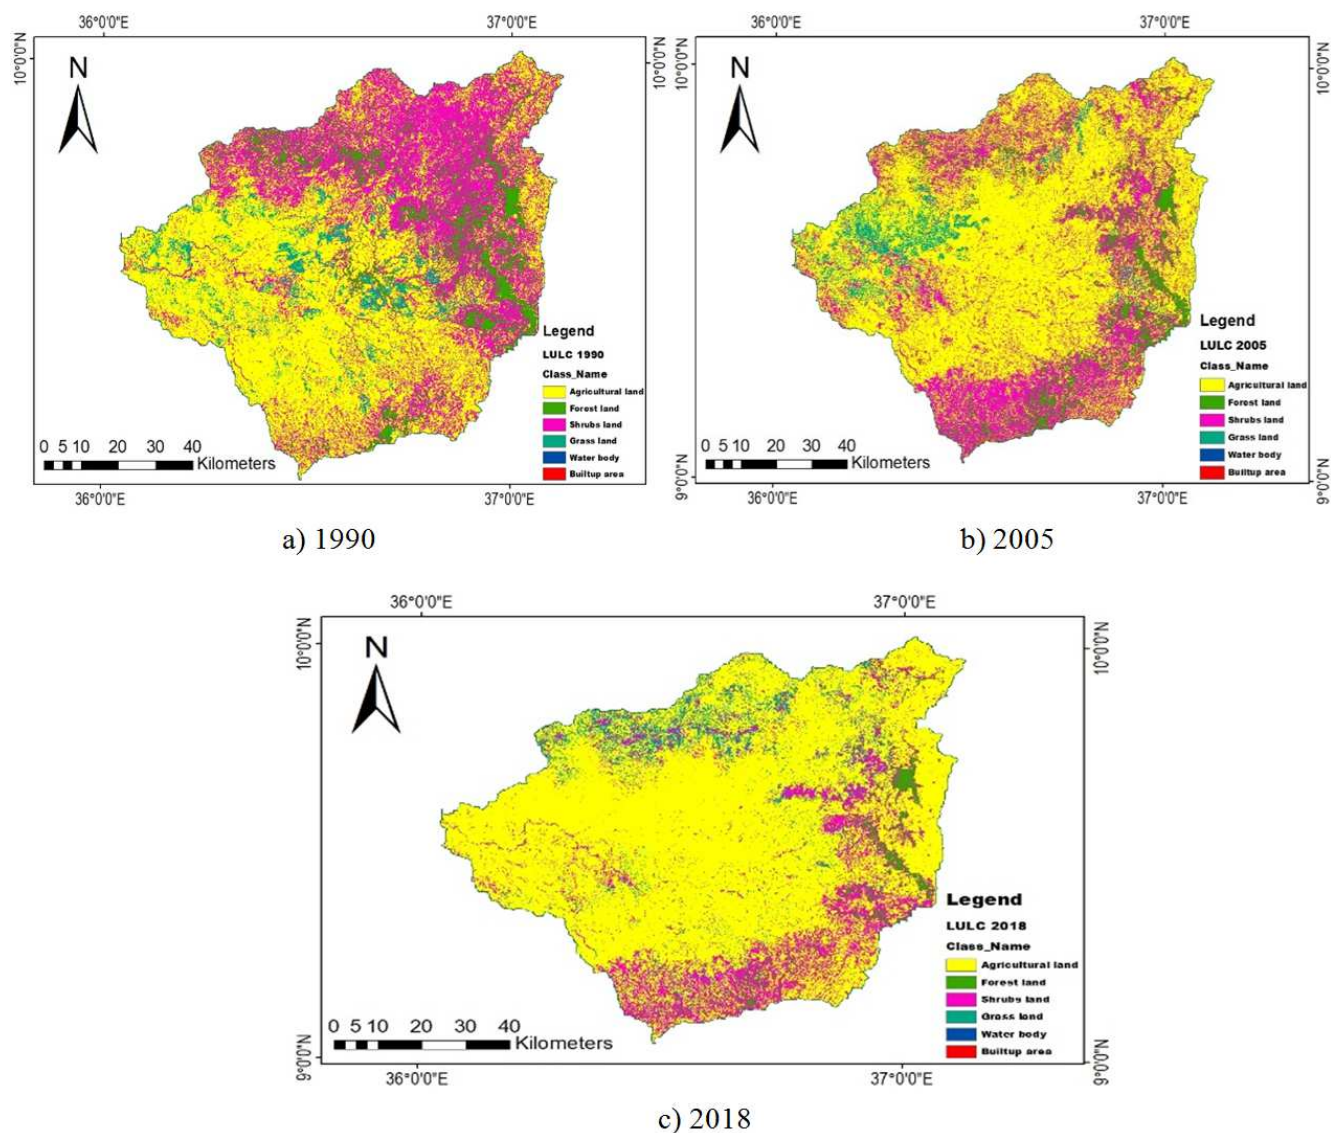 36°0'0"E 37°0'0"E
10°0'0"N
N
Legend
LULC 1990
Class_Name
Agricultural land
Forest land
Shrubs land
Grass land
Water body
Builtup area
0 5 10 20 30 40
Kilometers
36°0'0"E 37°0'0"E
a) 1990
36°0'0"E 37°0'0"E
10°0'0"N 10°0'0"N
N
Legend
LULC 2005
Class_Name
Agricultural land
Forest land
Shrubs land
Grass land
Water body
Builtup area
0 5 10 20 30 40
Kilometers
9°0'0"N 9°0'0"N
36°0'0"E 37°0'0"E
b) 2005
36°0'0"E 37°0'0"E
10°0'0"N 10°0'0"N
N
Legend
LULC 2018
Class_Name
Agricultural land
Forest land
Shrubs land
Grass land
Water body
Builtup area
0 5 10 20 30 40
Kilometers
9°0'0"N 9°0'0"N
36°0'0"E 37°0'0"E
c) 2018